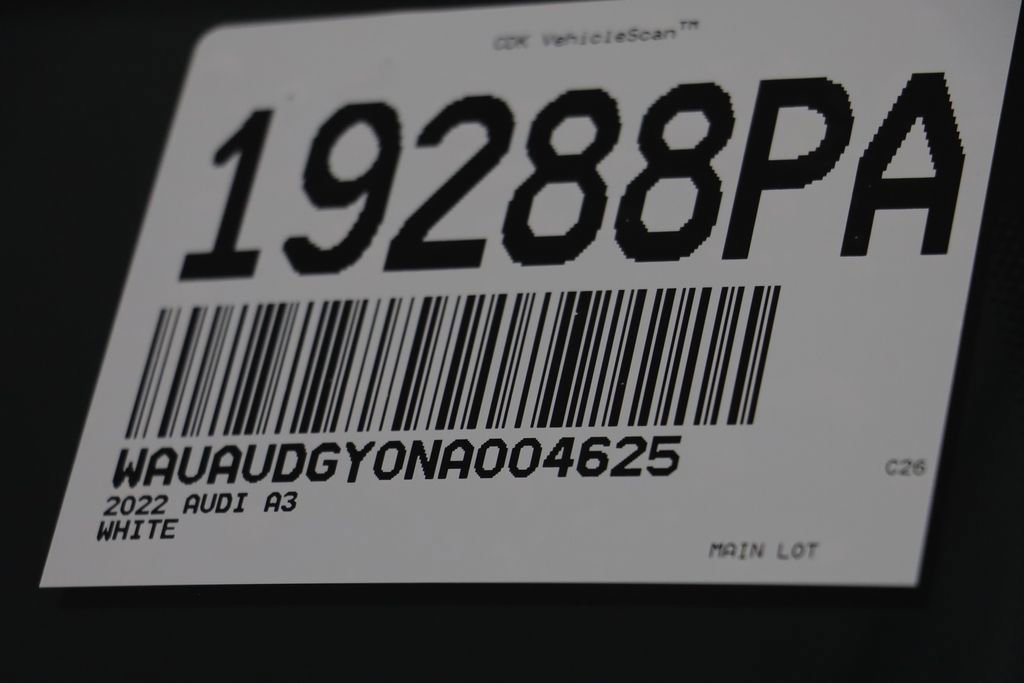 CDK VehicleScan™
19288PA
WAUAUDGY0NA004625
2022 AUDI A3
C26
WHITE
MAIN LOT